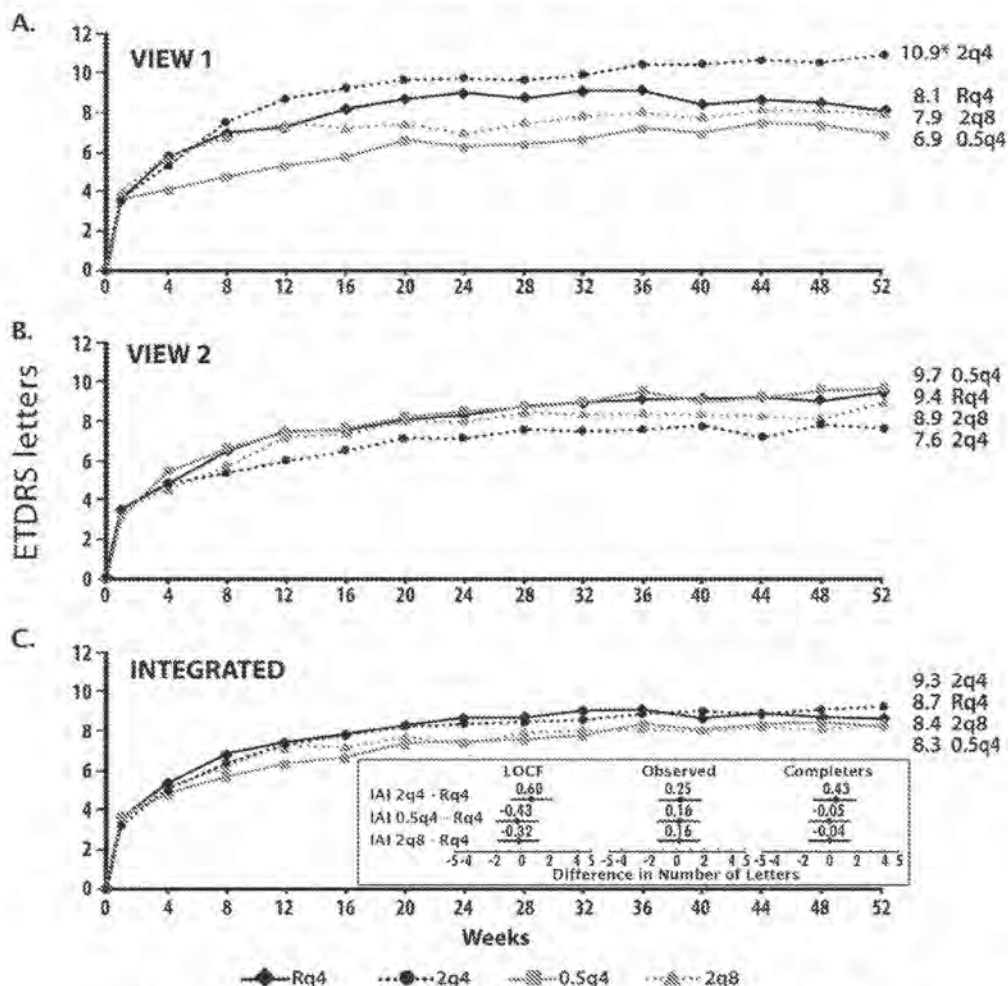 A.
VIEW 1
12
10
8
6
4
2
0
0 4 8 12 16 20 24 28 32 36 40 44 48 52
10.9* 2q4
8.1 Rq4
7.9 2q8
6.9 0.5q4
B.
VIEW 2
12
10
8
6
4
2
0
0 4 8 12 16 20 24 28 32 36 40 44 48 52
9.7 0.5q4
9.4 Rq4
8.9 2q8
7.6 2q4
ETDRS letters
C.
INTEGRATED
12
10
8
6
4
2
0
0 4 8 12 16 20 24 28 32 36 40 44 48 52
9.3 2q4
8.7 Rq4
8.4 2q8
8.3 0.5q4
LOCF Observed Completers
IAI 2q4 - Rq4 0.60 0.25 0.43
IAI 0.5q4 - Rq4 -0.43 0.16 -0.05
IAI 2q8 - Rq4 -0.32 0.16 -0.04
-5-4 -2 0 2 4 5-4 -2 0 2 4 5-4 -2 0 2 4 5
Difference in Number of Letters
Weeks
Rq4 2q4 0.5q4 2q8